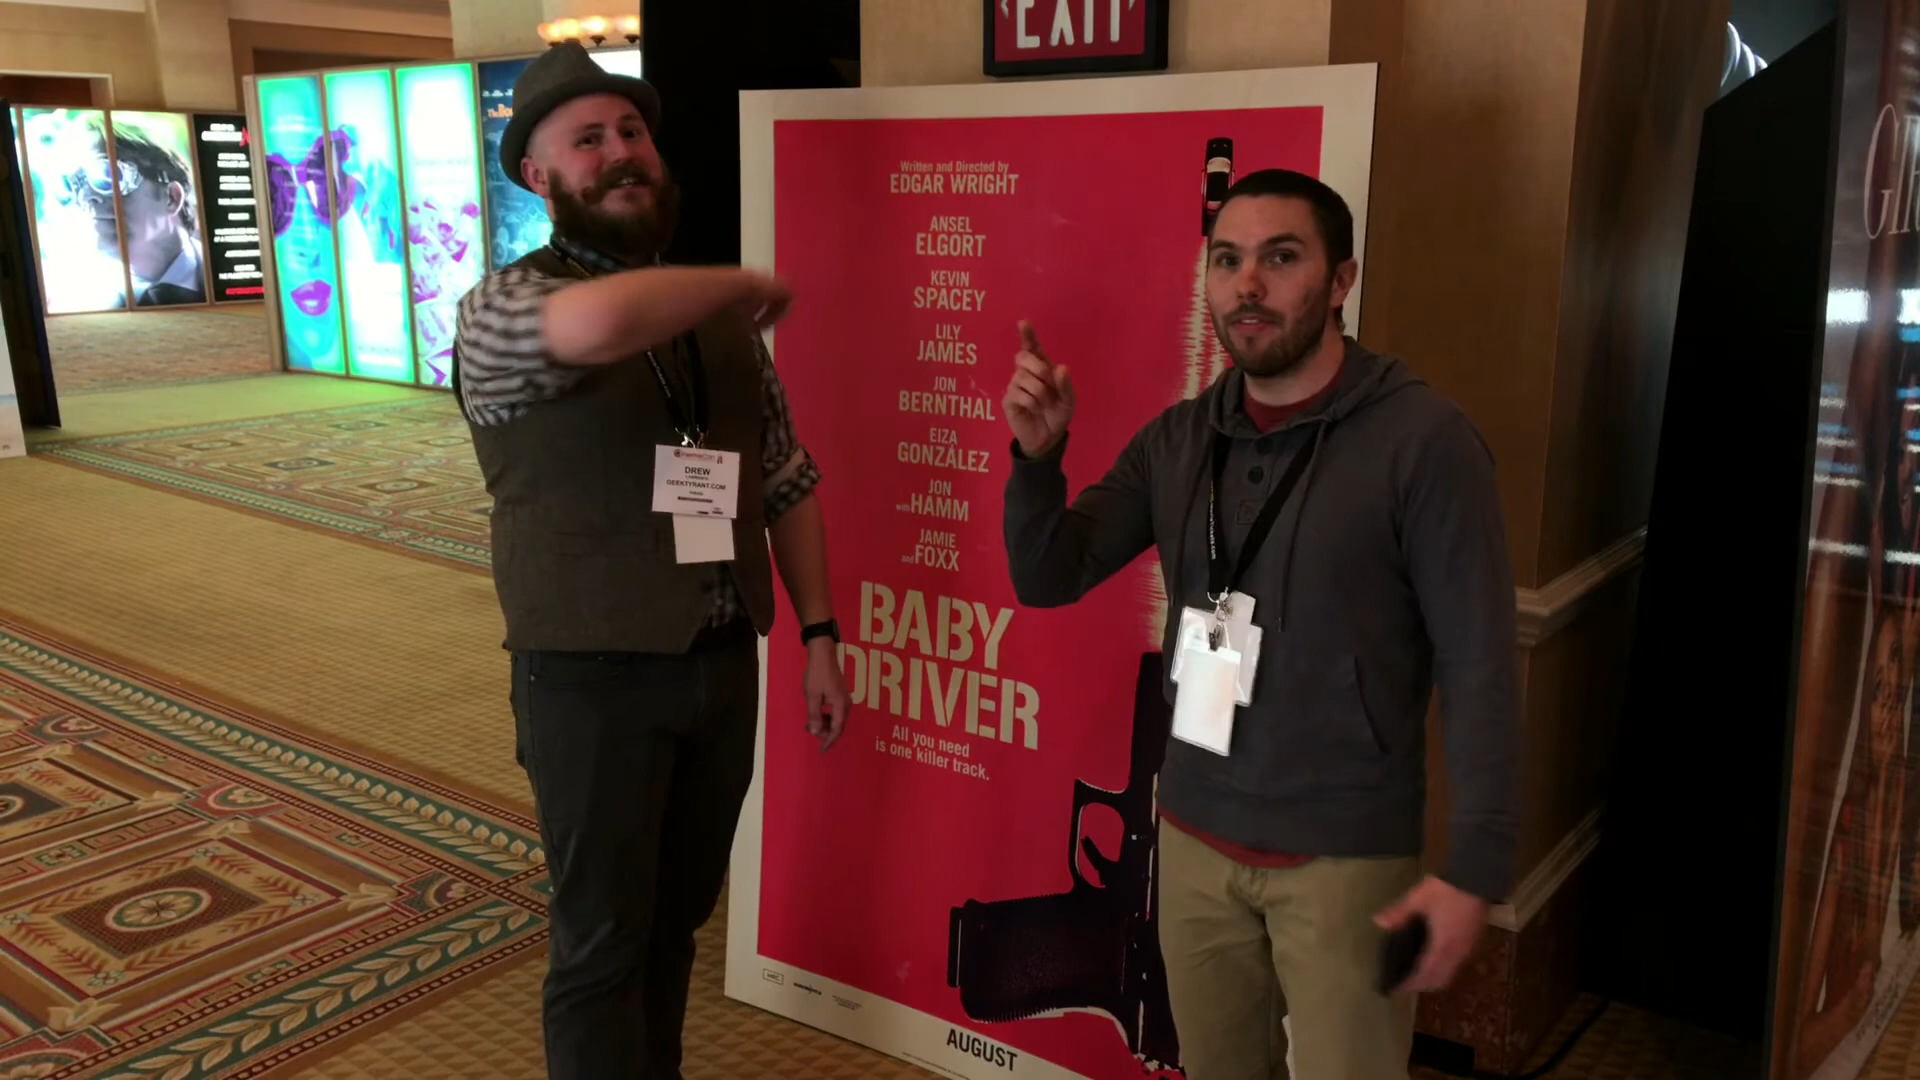 EXIT
Written and Directed by
EDGAR WRIGHT
ANSEL
ELGORT
KEVIN
SPACEY
LILY
JAMES
JON
BERNTHAL
EIZA
GONZÁLEZ
JON
with HAMM
JAMIE
and FOXX
BABY
DRIVER
All you need
is one killer track.
AUGUST
DREW
GEEKTYRANT.COM